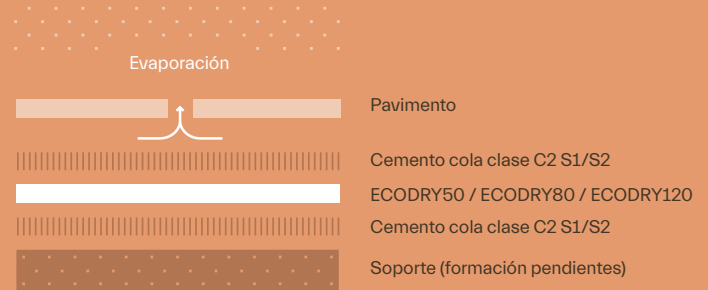 Evaporación
Pavimento
Cemento cola clase C2 S1/S2
ECODRY50 / ECODRY80 / ECODRY120
Cemento cola clase C2 S1/S2
Soporte (formación pendientes)